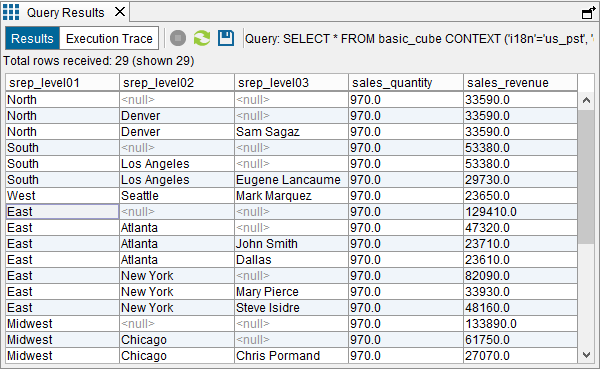 Query Results
Results Execution Trace Query: SELECT * FROM basic_cube CONTEXT ('i18n'='us_pst', '
Total rows received: 29 (shown 29)
srep_level01 srep_level02 srep_level03 sales_quantity sales_revenue
North <null> <null> 970.0 33590.0
North Denver <null> 970.0 33590.0
North Denver Sam Sagaz 970.0 33590.0
South <null> <null> 970.0 53380.0
South Los Angeles <null> 970.0 53380.0
South Los Angeles Eugene Lancaume 970.0 29730.0
West Seattle Mark Marquez 970.0 23650.0
East <null> <null> 970.0 129410.0
East Atlanta <null> 970.0 47320.0
East Atlanta John Smith 970.0 23710.0
East Atlanta Dallas 970.0 23610.0
East New York <null> 970.0 82090.0
East New York Mary Pierce 970.0 33930.0
East New York Steve Isidre 970.0 48160.0
Midwest <null> <null> 970.0 133890.0
Midwest Chicago <null> 970.0 61750.0
Midwest Chicago Chris Pormand 970.0 27070.0